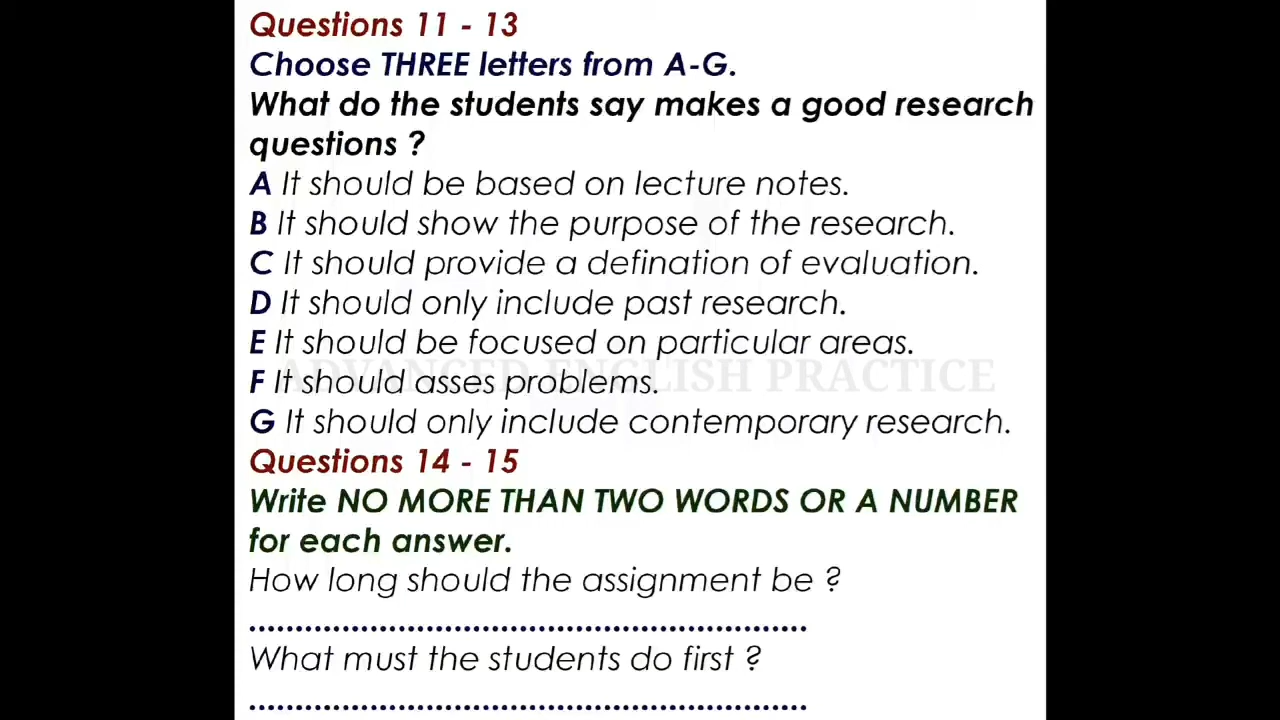 Questions 11 - 13
Choose THREE letters from A-G.
What do the students say makes a good research
questions ?
A It should be based on lecture notes.
B It should show the purpose of the research.
C It should provide a defination of evaluation.
D It should only include past research.
E It should be focused on particular areas.
ADVANCED ENGLISH PRACTICE
F It should asses problems.
G It should only include contemporary research.
Questions 14 - 15
Write NO MORE THAN TWO WORDS OR A NUMBER
for each answer.
How long should the assignment be ?
............................................................
What must the students do first ?
............................................................